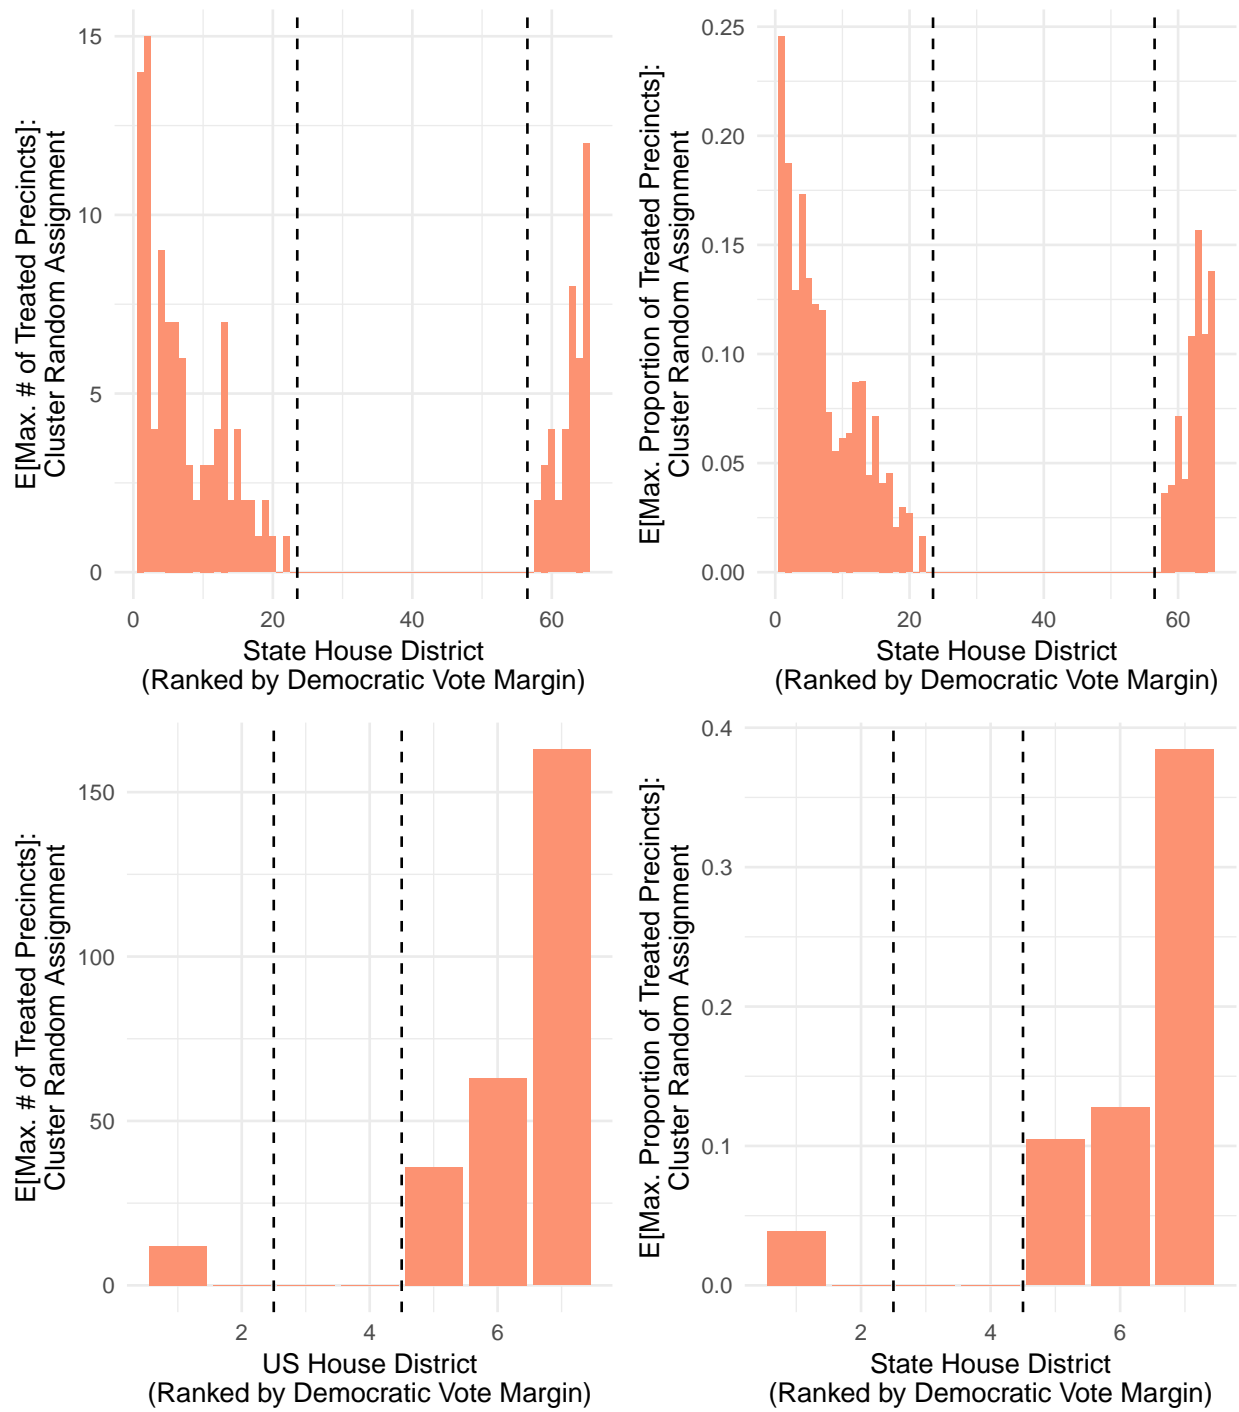 E[Max. # of Treated Precincts]:
Cluster Random Assignment
15
10
5
0
0
20
40
60
State House District
(Ranked by Democratic Vote Margin)
E[Max. Proportion of Treated Precincts]:
Cluster Random Assignment
0.25
0.20
0.15
0.10
0.05
0.00
0
20
40
60
State House District
(Ranked by Democratic Vote Margin)
E[Max. # of Treated Precincts]:
Cluster Random Assignment
150
100
50
0
2
4
6
US House District
(Ranked by Democratic Vote Margin)
E[Max. Proportion of Treated Precincts]:
Cluster Random Assignment
0.4
0.3
0.2
0.1
0.0
2
4
6
State House District
(Ranked by Democratic Vote Margin)